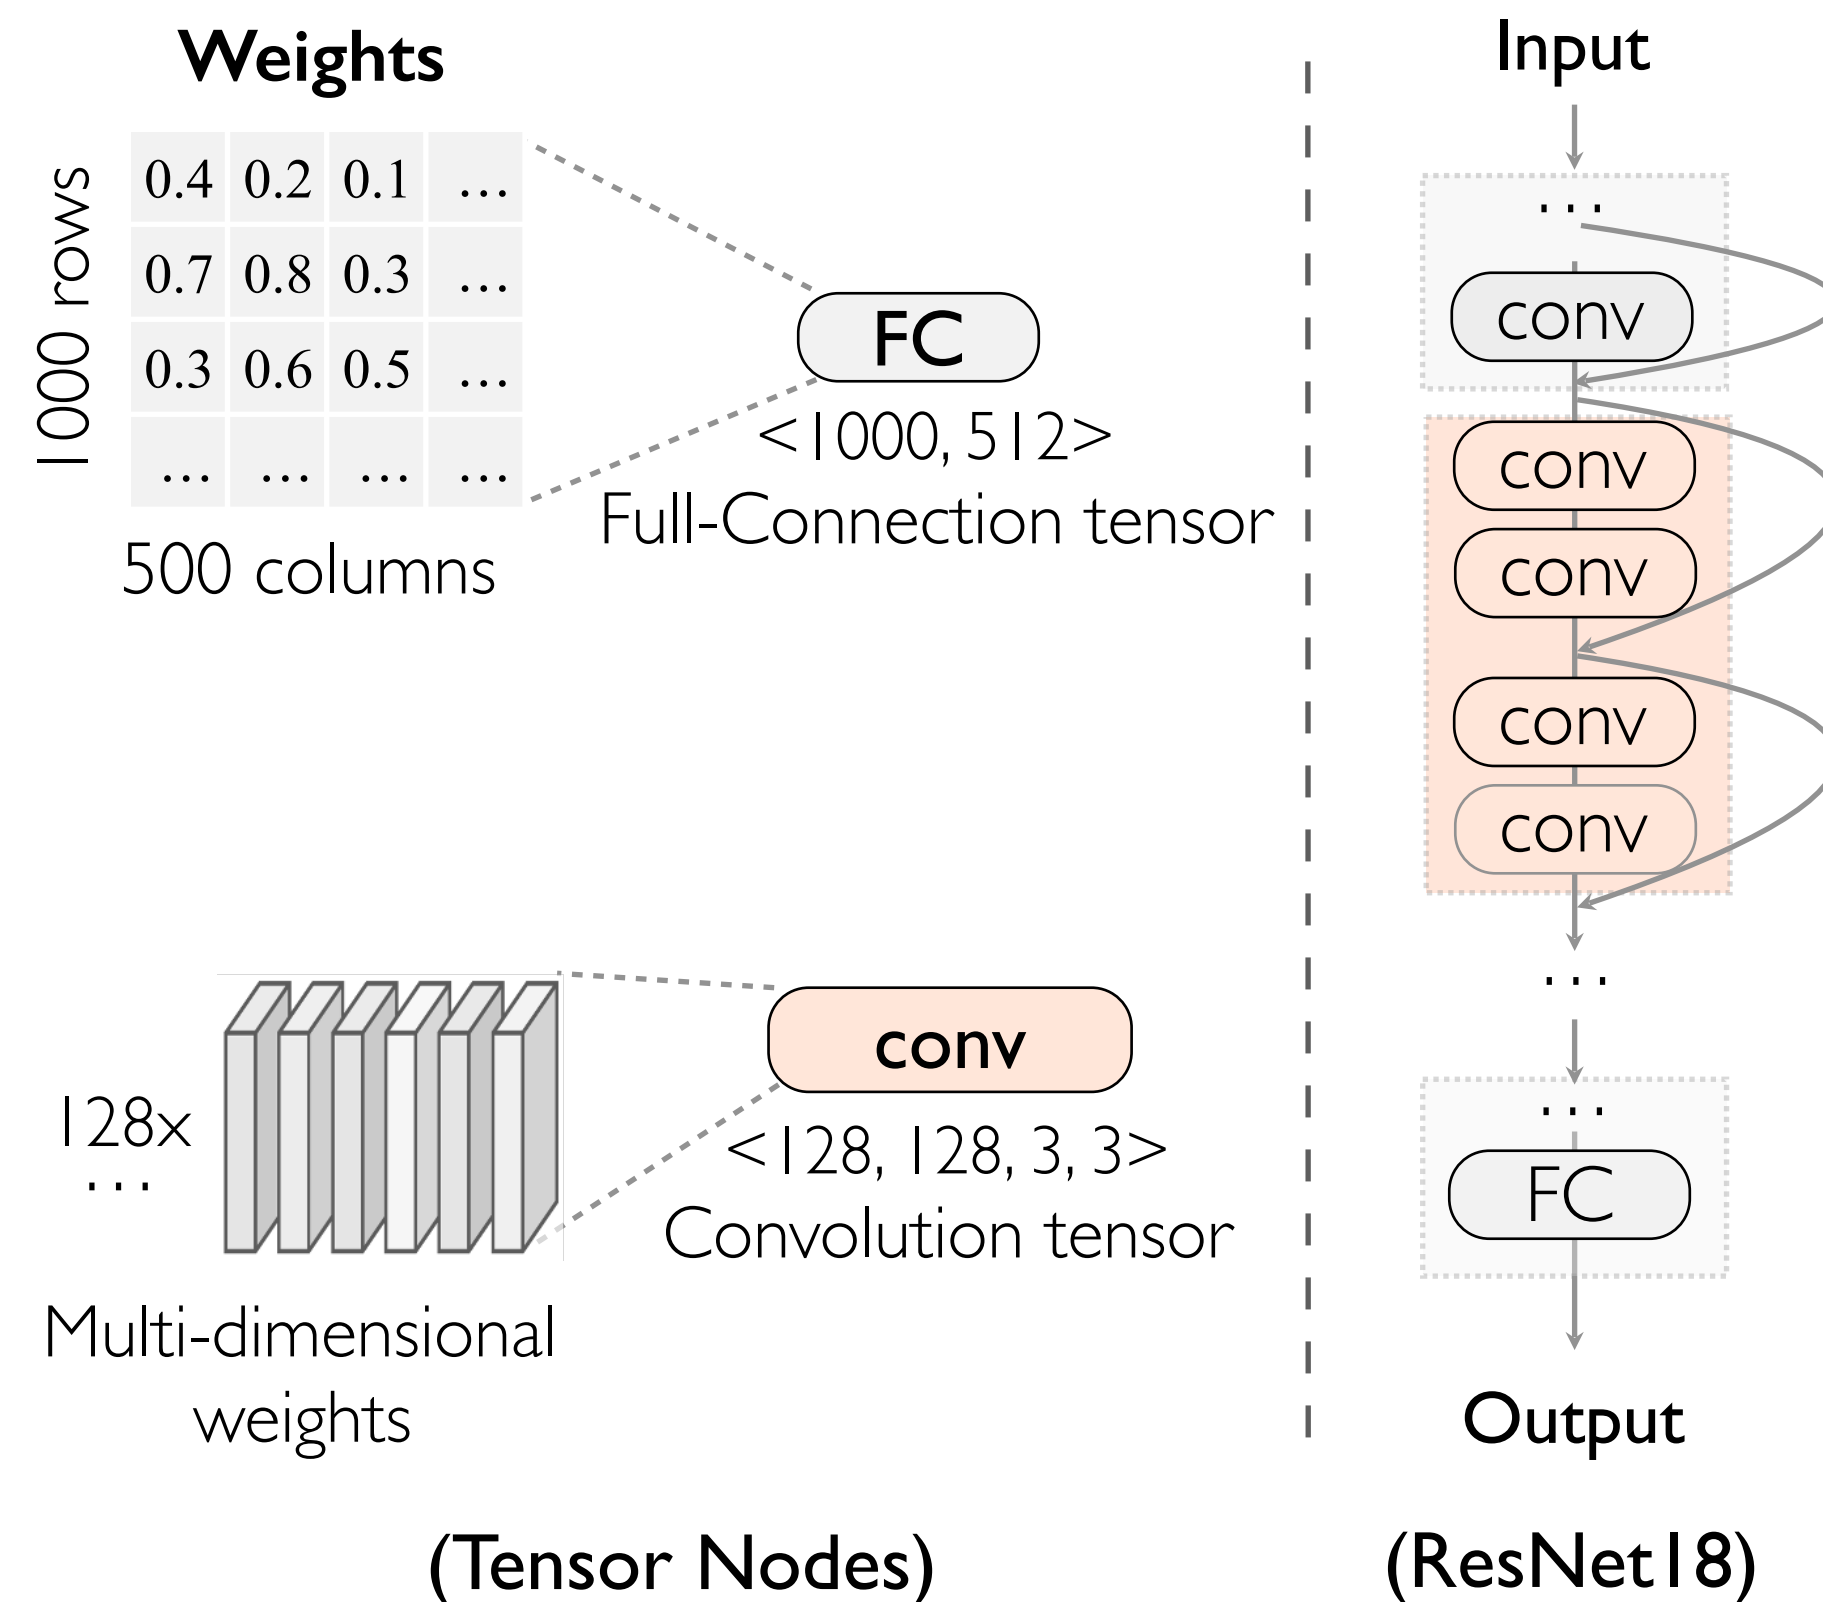 Weights
1000 rows
0.4 0.2 0.1 ...
0.7 0.8 0.3 ...
0.3 0.6 0.5 ...
... ... ... ...
500 columns
FC
<1000, 512>
Full-Connection tensor
128x
...
Multi-dimensional
weights
conv
<128, 128, 3, 3>
Convolution tensor
(Tensor Nodes)
Input
...
conv
conv
conv
conv
conv
...
...
FC
Output
(ResNet18)